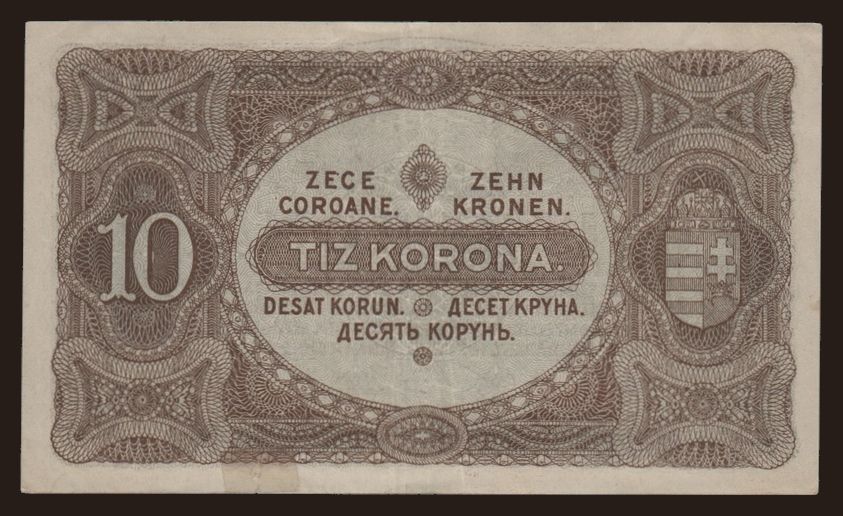 ZECE COROANE.
ZEHN KRONEN.
10
TIZ KORONA.
DESAT KORUN. ДЕСЕТ КРУНА.
ДЕСЯТЬ КОРУНЬ.